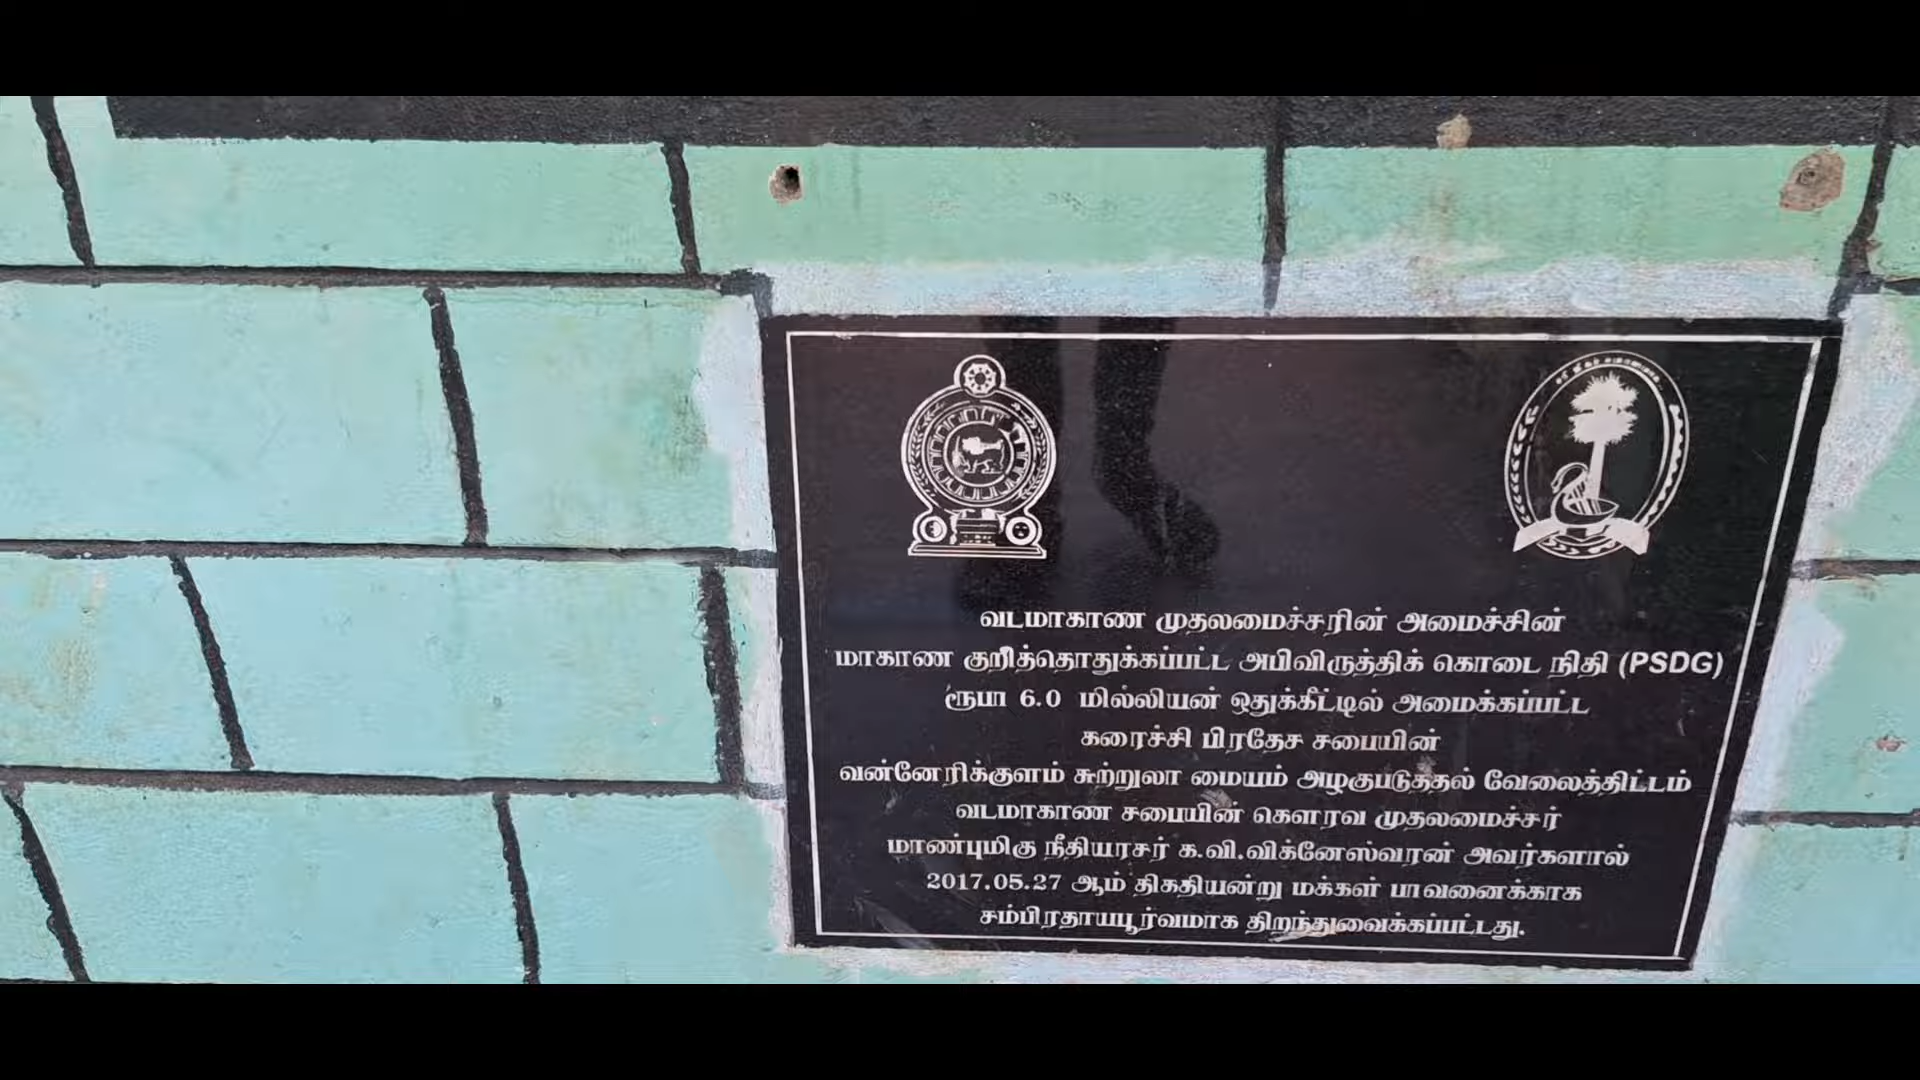 வடமாகாண முதலமைச்சரின் அமைச்சின்
மாகாண குறித்தொதுக்கப்பட்ட அபிவிருத்திக் கொடை நிதி (PSDG)
ரூபா 6.0 மில்லியன் ஒதுக்கீட்டில் அமைக்கப்பட்ட
கரைச்சி பிரதேச சபையின்
வன்னேரிக்குளம் சுற்றுலா மையம் அழகுபடுத்தல் வேலைத்திட்டம்
வடமாகாண சபையின் கௌரவ முதலமைச்சர்
மாண்புமிகு நீதியரசர் க.வி.விக்னேஸ்வரன் அவர்களால்
2017.05.27 ஆம் திகதியன்று மக்கள் பாவனைக்காக
சம்பிரதாயபூர்வமாக திறந்துவைக்கப்பட்டது.